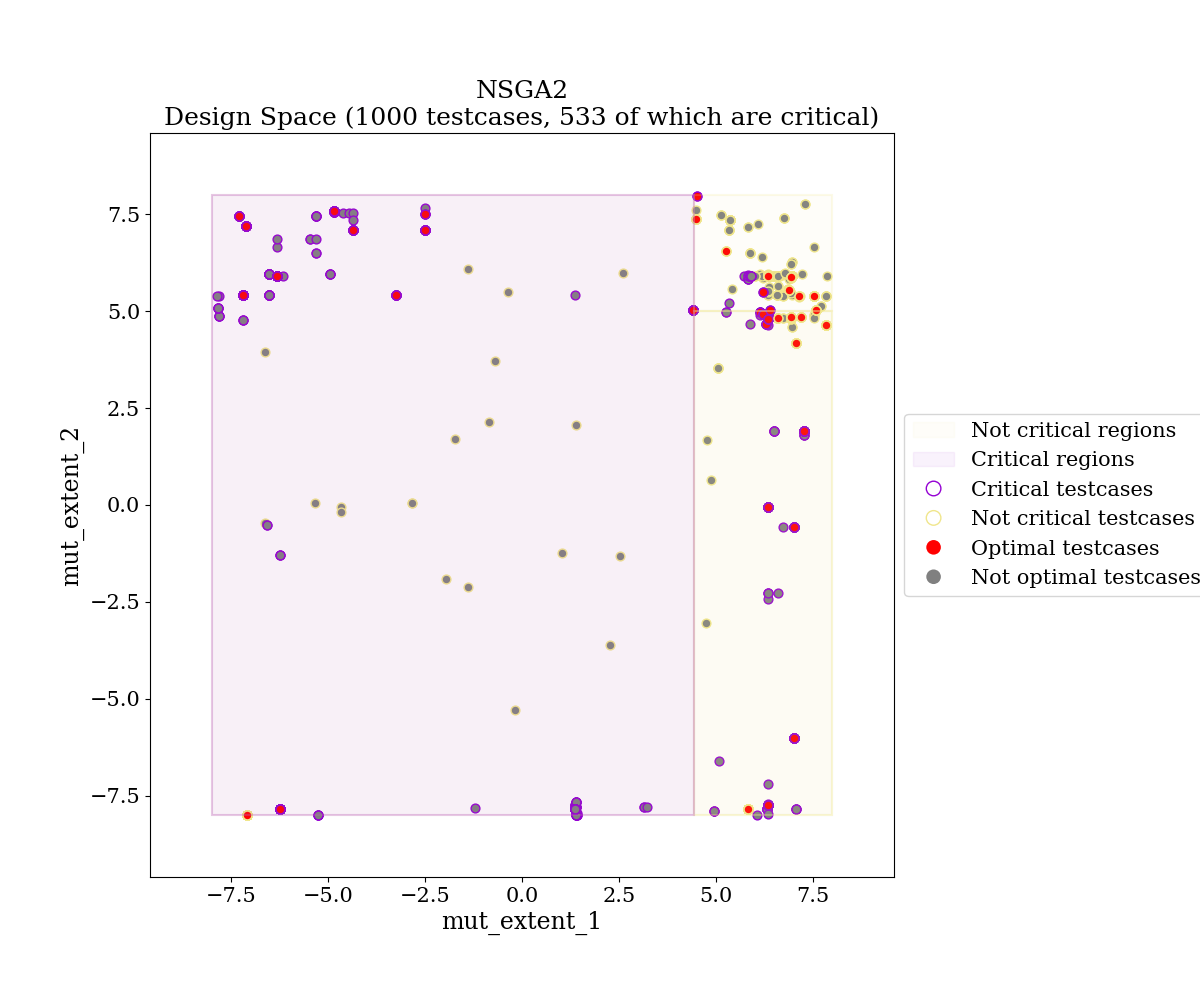 NSGA2
Design Space (1000 testcases, 533 of which are critical)
7.5
5.0
2.5
0.0
−2.5
−5.0
−7.5
mut_extent_2
−7.5
−5.0
−2.5
0.0
2.5
5.0
7.5
mut_extent_1
Not critical regions
Critical regions
Critical testcases
Not critical testcases
Optimal testcases
Not optimal testcases